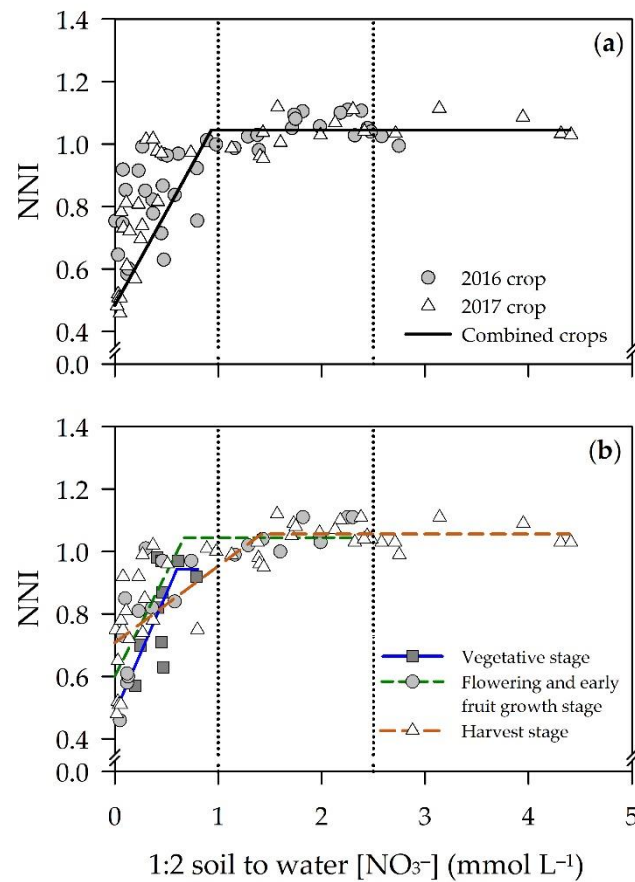 1.4
(a)
1.2
1.0
NNI
0.8
0.6
2016 crop
2017 crop
0.4
Combined crops
0.0
1.4
(b)
1.2
1.0
NNI
0.8
Vegetative stage
0.6
Flowering and early
fruit growth stage
0.4
Harvest stage
0.0
0 1 2 3 4 5
1:2 soil to water [NO₃⁻] (mmol L⁻¹)